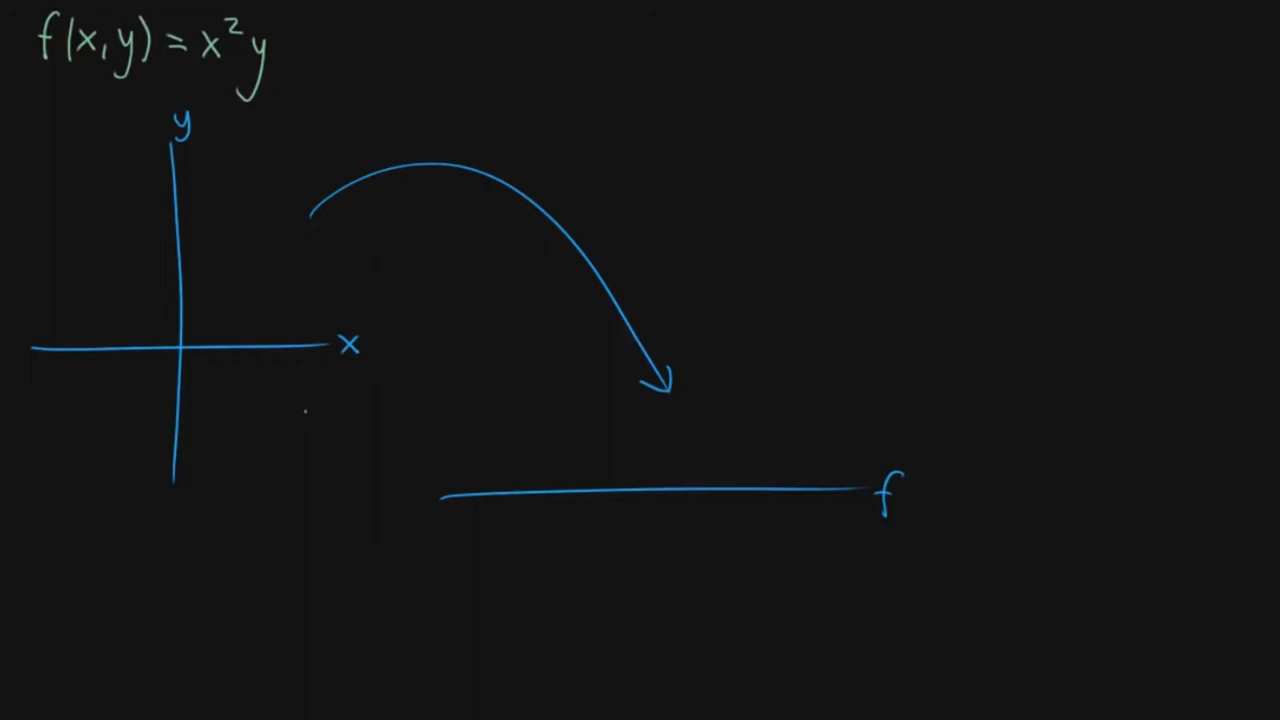 f(x,y) = x²y
y
x
f